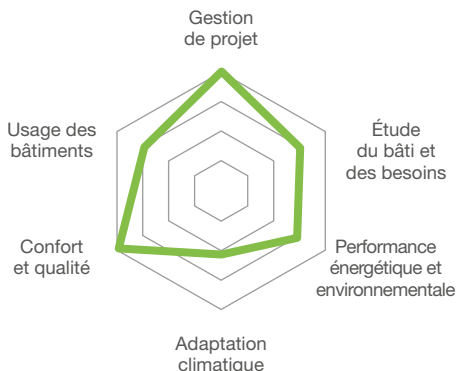 Gestion
de projet
Usage des
bâtiments
Étude
du bâti et
des besoins
Confort
et qualité
Performance
énergétique et
environnementale
Adaptation
climatique